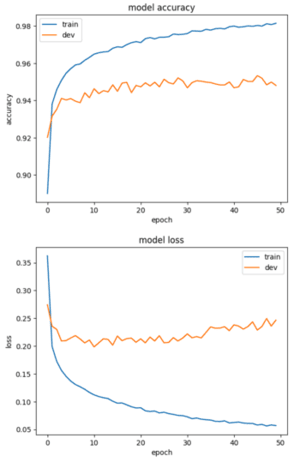 model accuracy
0.98
0.96
0.94
0.92
0.90
accuracy
train
dev
0 10 20 30 40 50
epoch
model loss
0.35
0.30
0.25
0.20
0.15
0.10
0.05
loss
train
dev
0 10 20 30 40 50
epoch